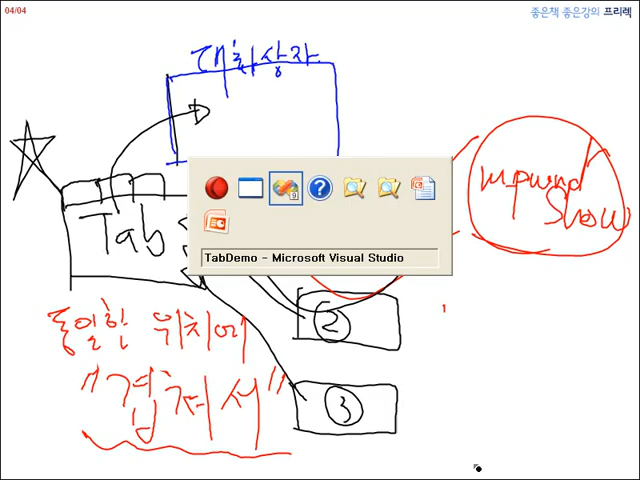 04/04
좋은책 좋은강의 프리렉
대화상자
Tab
TabDemo - Microsoft Visual Studio
②
③
동일한 위치에
"겹쳐서"
Show